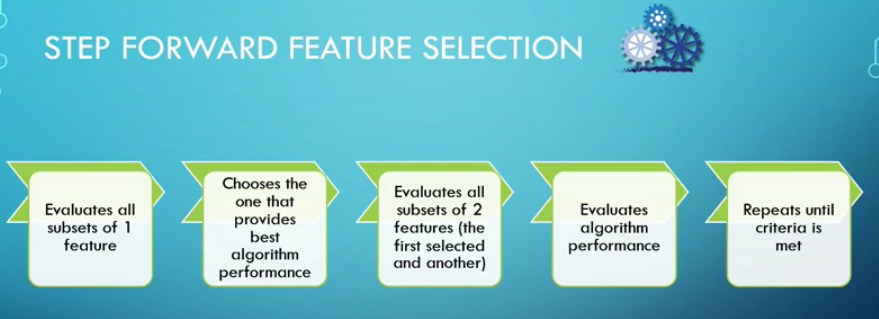 STEP FORWARD FEATURE SELECTION
Evaluates all
subsets of 1
feature
Chooses the
one that
provides
best
algorithm
performance
Evaluates all
subsets of 2
features (the
first selected
and another)
Evaluates
algorithm
performance
Repeats until
criteria is
met